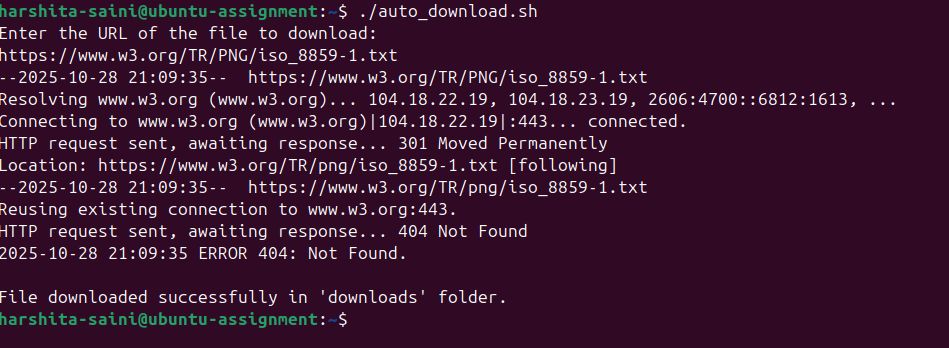 harshita-saini@ubuntu-assignment:~$ ./auto_download.sh
Enter the URL of the file to download:
https://www.w3.org/TR/PNG/iso_8859-1.txt
--2025-10-28 21:09:35--  https://www.w3.org/TR/PNG/iso_8859-1.txt
Resolving www.w3.org (www.w3.org)... 104.18.22.19, 104.18.23.19, 2606:4700::6812:1613, ...
Connecting to www.w3.org (www.w3.org)|104.18.22.19|:443... connected.
HTTP request sent, awaiting response... 301 Moved Permanently
Location: https://www.w3.org/TR/png/iso_8859-1.txt [following]
--2025-10-28 21:09:35--  https://www.w3.org/TR/png/iso_8859-1.txt
Reusing existing connection to www.w3.org:443.
HTTP request sent, awaiting response... 404 Not Found
2025-10-28 21:09:35 ERROR 404: Not Found.

File downloaded successfully in 'downloads' folder.
harshita-saini@ubuntu-assignment:~$